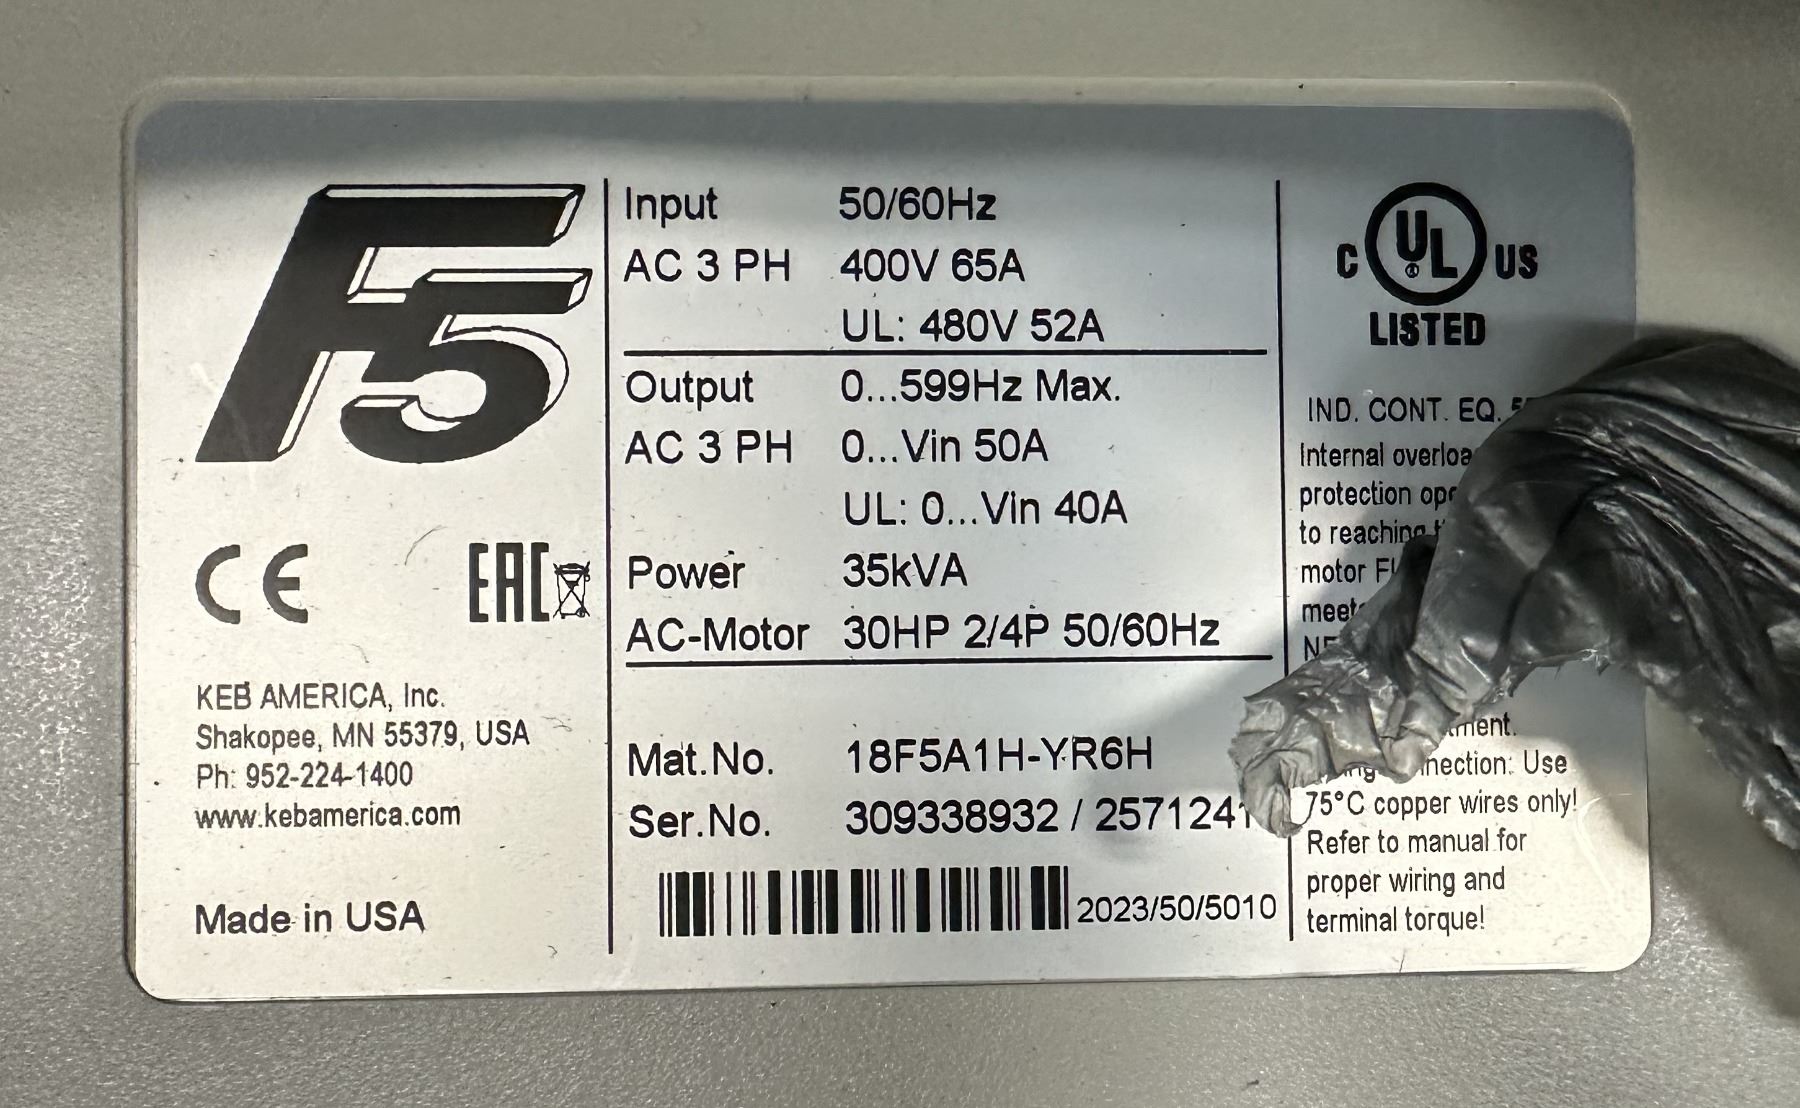 F5
CE
EAC
KEB AMERICA, Inc.
Shakopee, MN 55379, USA
Ph: 952-224-1400
www.kebamerica.com
Made in USA
Input 50/60Hz
AC 3 PH 400V 65A
UL: 480V 52A
Output 0...599Hz Max.
AC 3 PH 0...Vin 50A
UL: 0...Vin 40A
Power 35kVA
AC-Motor 30HP 2/4P 50/60Hz
Mat.No. 18F5A1H-YR6H
Ser.No. 309338932 /
2023/50/5010
C UL US
®
LISTED
IND. CONT. EQ.
Internal
protection
to reaching
motor
75°C copper wires only!
Use
Refer to manual for
proper wiring and
terminal torque!